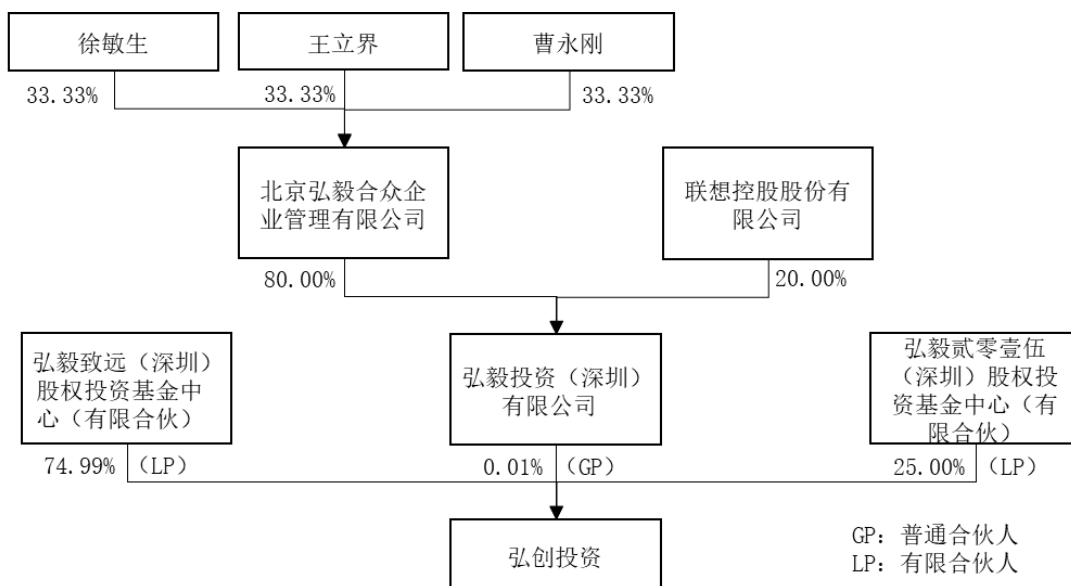 徐敏生
王立界
曹永刚
33.33%
33.33%
33.33%
北京弘毅合众企
业管理有限公司
联想控股股份有
限公司
80.00%
20.00%
弘毅致远（深圳）
股权投资基金中
心（有限合伙）
弘毅投资（深圳）
有限公司
弘毅贰零壹伍
（深圳）股权投
资基金中心（有
限合伙）
74.99%（LP）
0.01%（GP）
25.00%（LP）
弘创投资
GP：普通合伙人
LP：有限合伙人